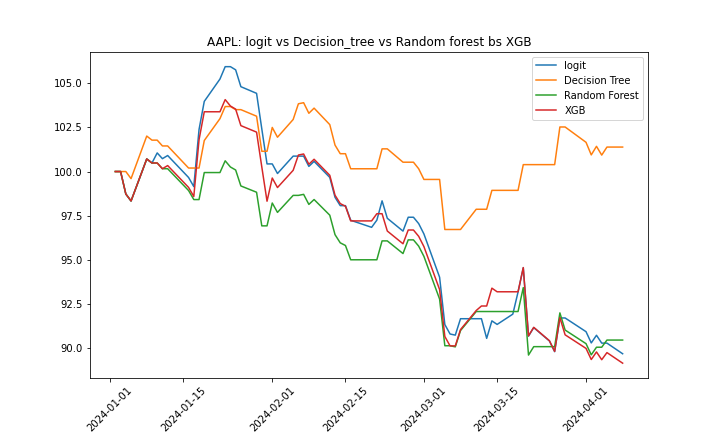 AAPL: logit vs Decision_tree vs Random forest bs XGB
logit
Decision Tree
Random Forest
XGB
105.0
102.5
100.0
97.5
95.0
92.5
90.0
2024-01-01
2024-01-15
2024-02-01
2024-02-15
2024-03-01
2024-03-15
2024-04-01